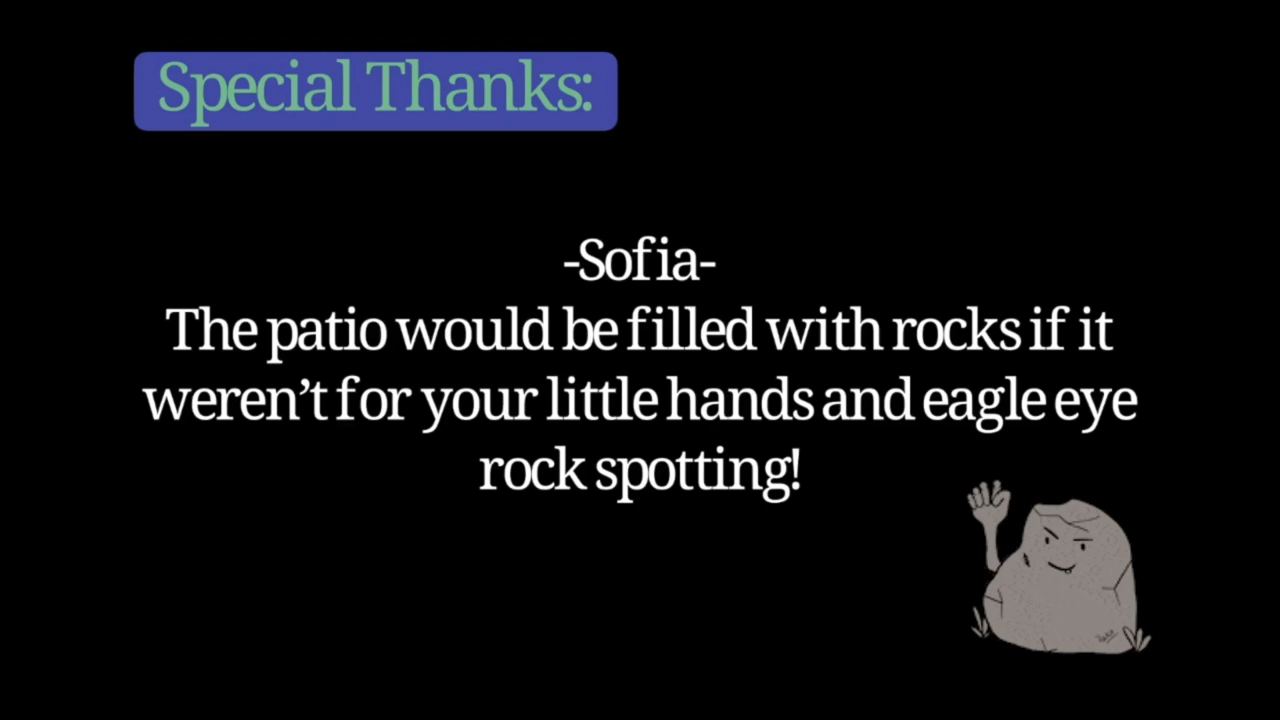 Special Thanks:
-Sofia-
The patio would be filled with rocks if it
weren’t for your little hands and eagle eye
rock spotting!